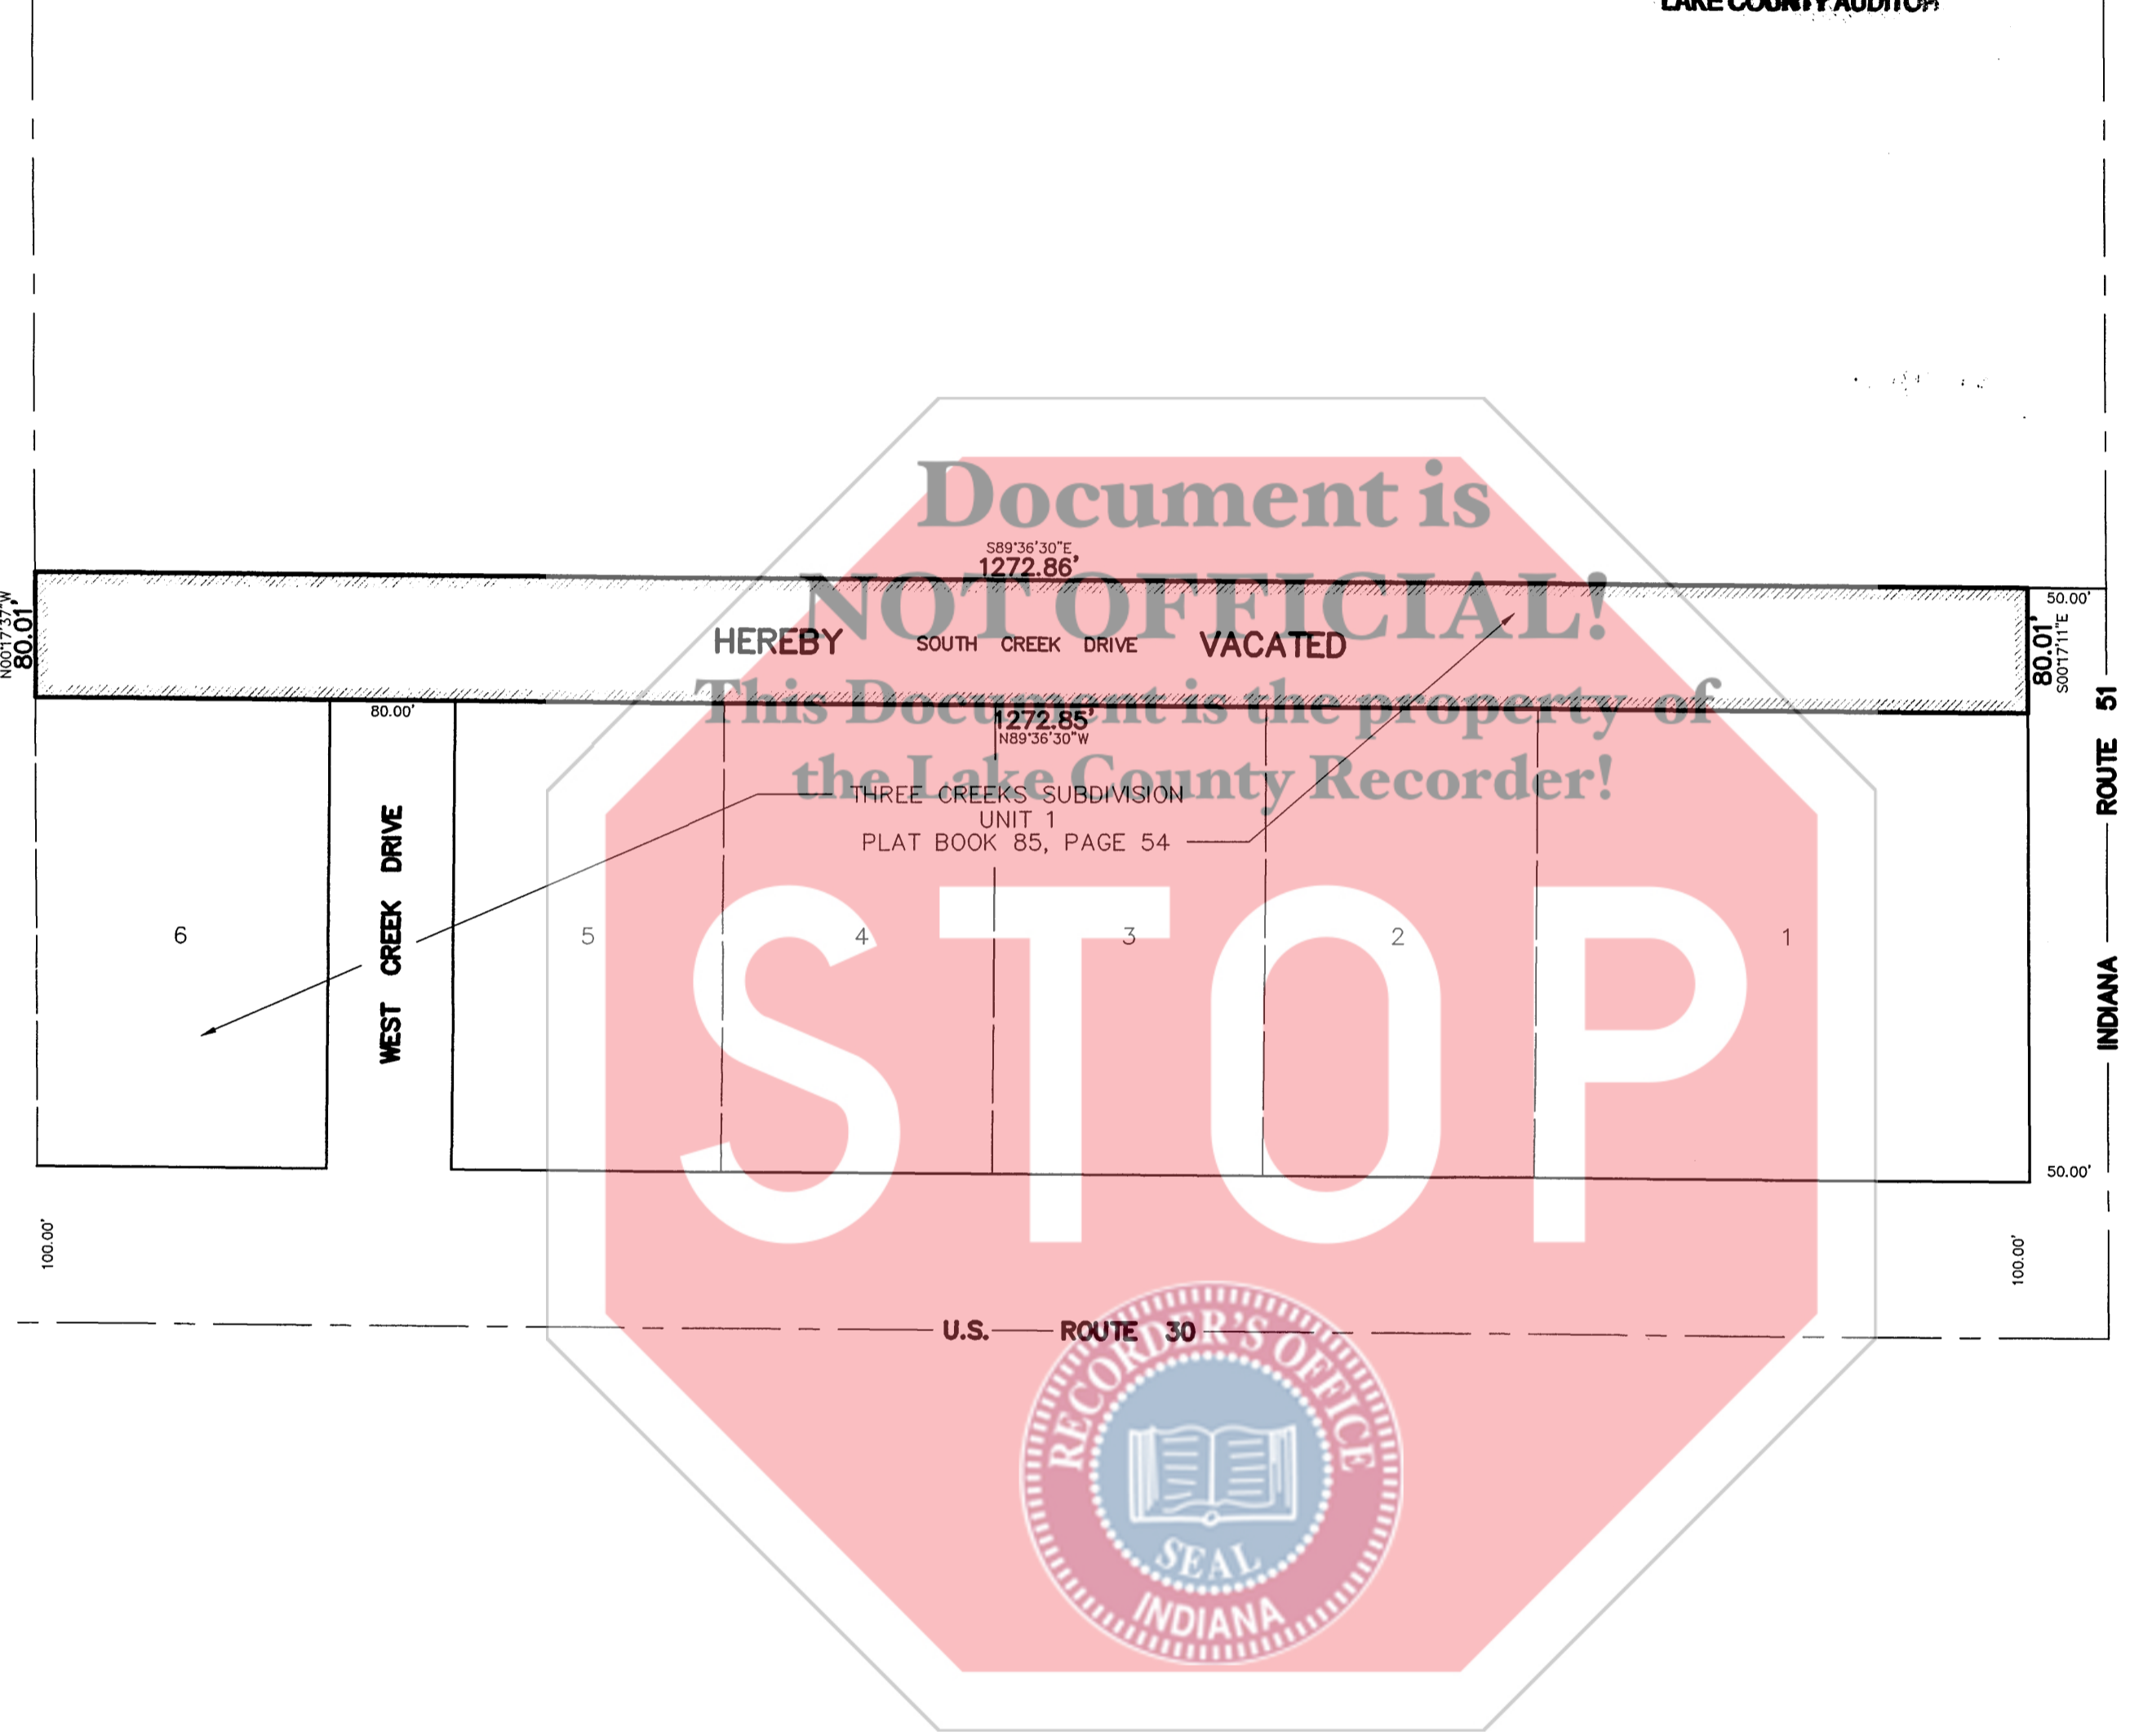 LAKE COUNTY AUDITOR
Document is
S89°36'30"E
1272.86'
NOT OFFICIAL!
N00°17'37"W
80.01'
HEREBY SOUTH CREEK DRIVE VACATED
50.00'
80.01'
S00°17'11"E
This Document is the property of
80.00'
1272.85'
N89°36'30"W
the Lake County Recorder!
THREE CREEKS SUBDIVISION
UNIT 1
PLAT BOOK 85, PAGE 54
WEST CREEK DRIVE
INDIANA ROUTE 51
6
5
4
3
2
1
STOP
50.00'
100.00'
100.00'
U.S. ROUTE 30
RECORDER'S OFFICE
SEAL
INDIANA